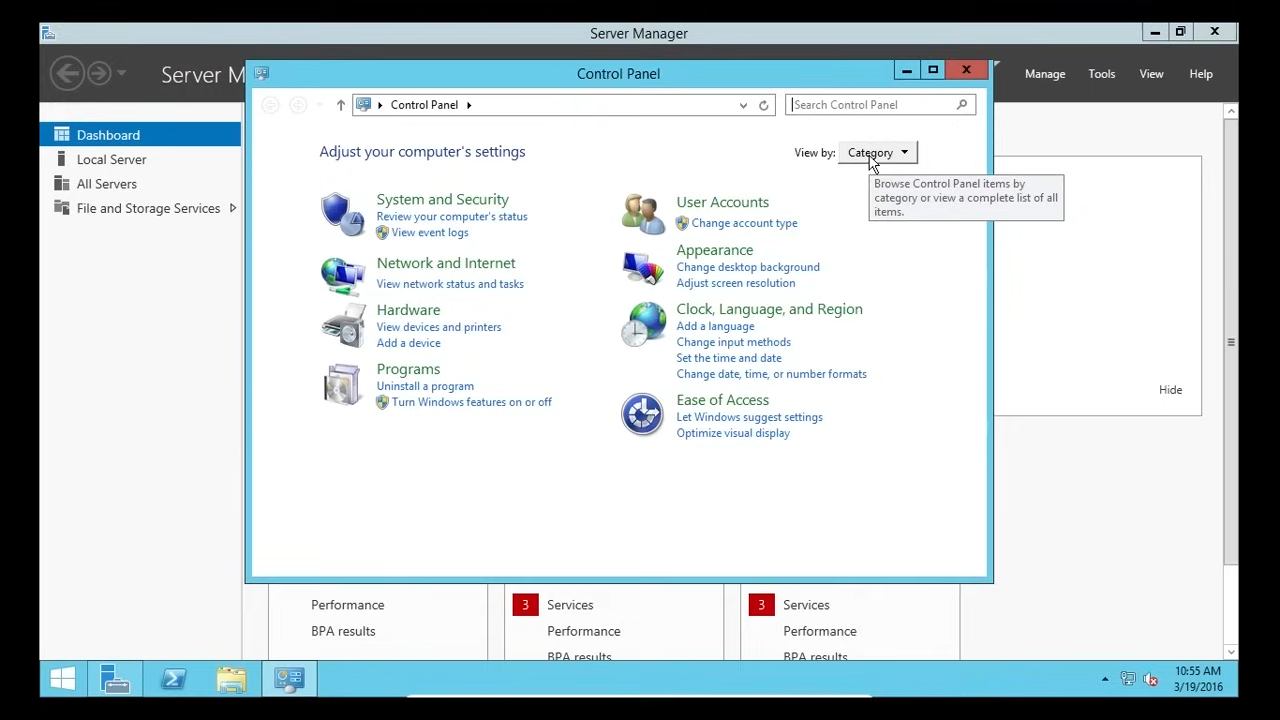 Server Manager
Server M
Manage
Tools
View
Help
Control Panel
Control Panel
Search Control Panel
Dashboard
Local Server
All Servers
File and Storage Services
Adjust your computer's settings
View by:
Category
Browse Control Panel items by
category or view a complete list of all
items.
System and Security
Review your computer's status
View event logs
Network and Internet
View network status and tasks
Hardware
View devices and printers
Add a device
Programs
Uninstall a program
Turn Windows features on or off
User Accounts
Change account type
Appearance
Change desktop background
Adjust screen resolution
Clock, Language, and Region
Add a language
Change input methods
Set the time and date
Change date, time, or number formats
Ease of Access
Let Windows suggest settings
Optimize visual display
Hide
Performance
BPA results
3 Services
Performance
BPA results
3 Services
Performance
BPA results
10:55 AM
3/19/2016